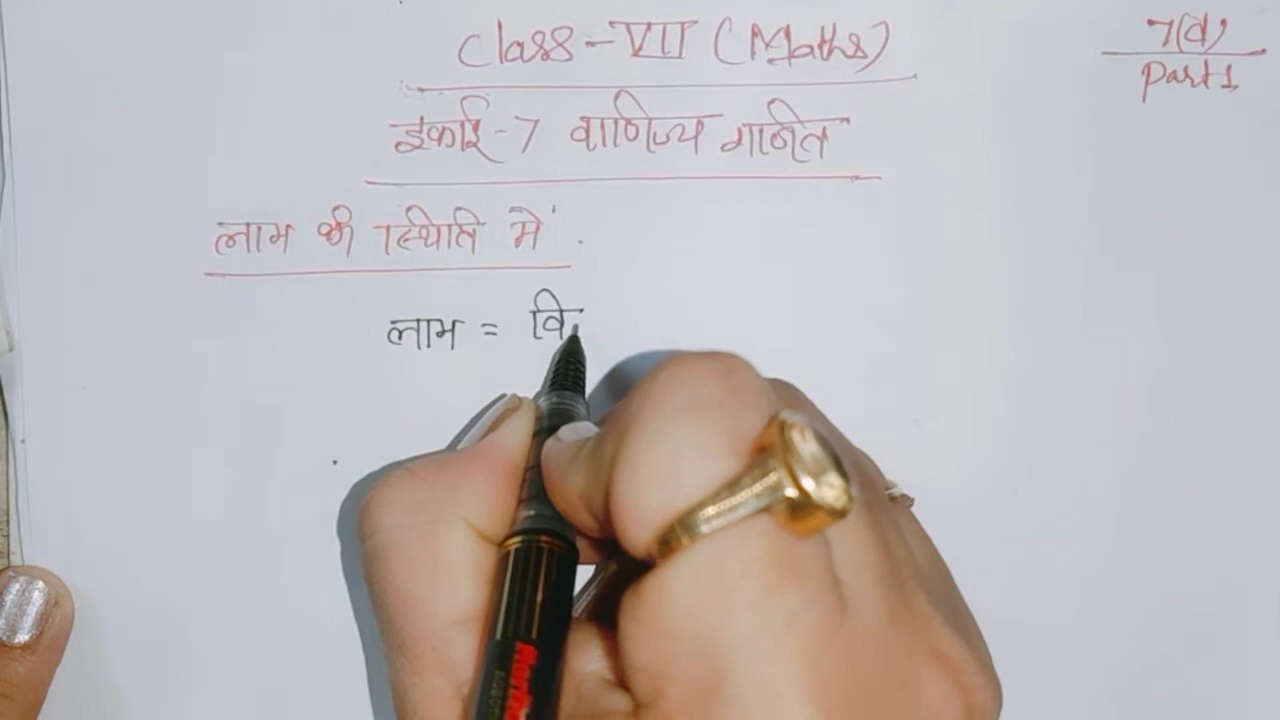 Class-VII (Maths)
7(d)
Part 1
इकाई-7 वाणिज्य गणित
लाभ की स्थिति में
लाभ = वि